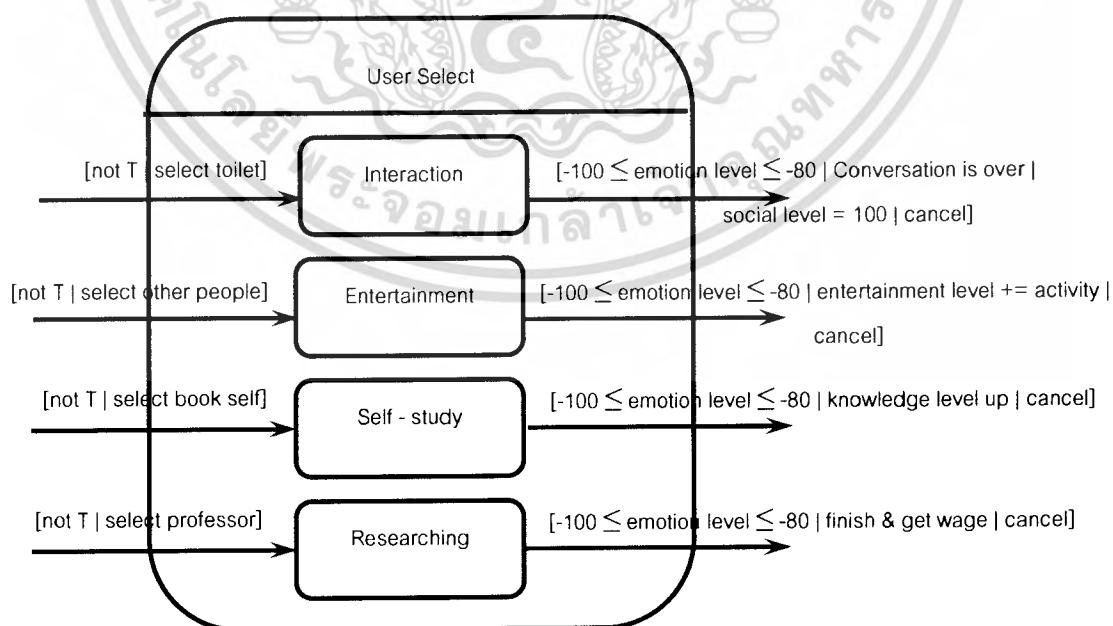 User Select
[not T | select toilet]
Interaction
[-100 ≤ emotion level ≤ -80 | Conversation is over |
social level = 100 | cancel]
[not T | select other people]
Entertainment
[-100 ≤ emotion level ≤ -80 | entertainment level += activity |
cancel]
[not T | select book self]
Self - study
[-100 ≤ emotion level ≤ -80 | knowledge level up | cancel]
[not T | select professor]
Researching
[-100 ≤ emotion level ≤ -80 | finish & get wage | cancel]